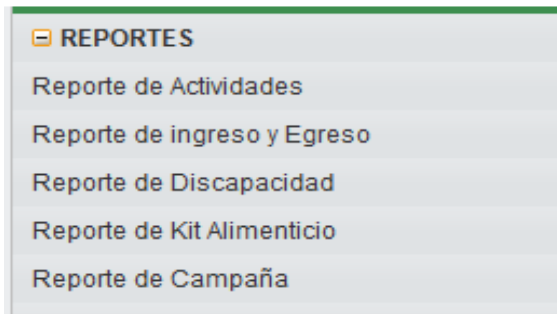 REPORTES
Reporte de Actividades
Reporte de ingreso y Egreso
Reporte de Discapacidad
Reporte de Kit Alimenticio
Reporte de Campaña